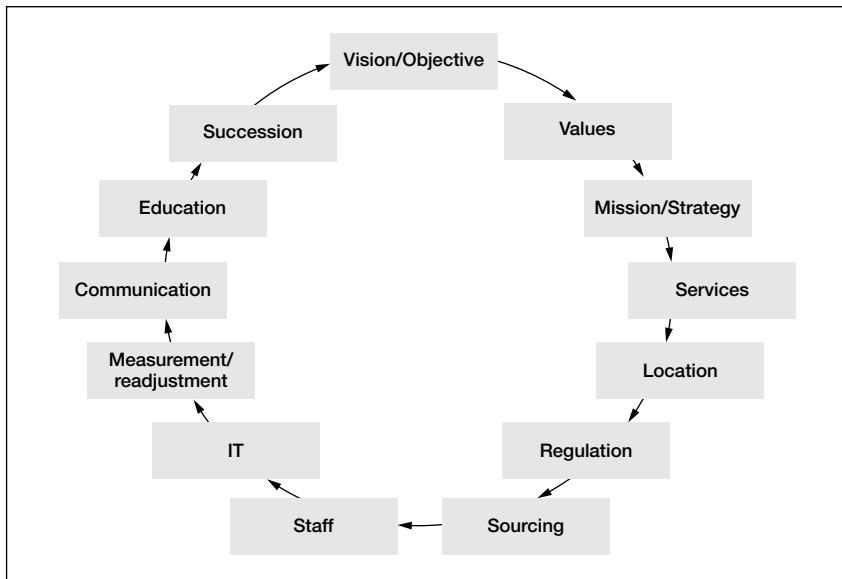 Vision/Objective
Values
Mission/Strategy
Services
Location
Regulation
Sourcing
Staff
IT
Measurement/
readjustment
Communication
Education
Succession